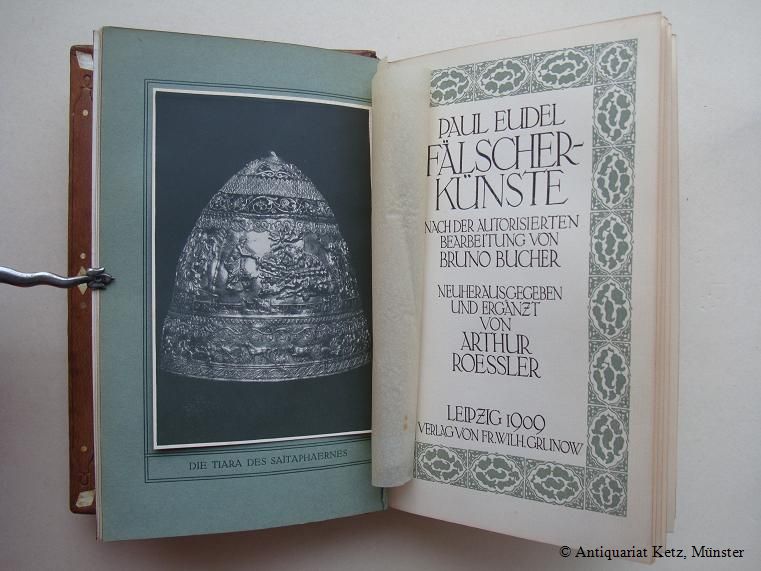 DIE TIARA DES SAITAPHAERNES
PAUL EUDEL
FÄLSCHER-
KÜNSTE
NACH DER AUTORISIERTEN
BEARBEITUNG VON
BRUNO BUCHER
NEUHERAUSGEGEBEN
UND ERGÄNZT
VON
ARTHUR
ROESSLER
LEIPZIG 1909
VERLAG VON FR. WILH. GRUNOW
© Antiquariat Ketz, Münster